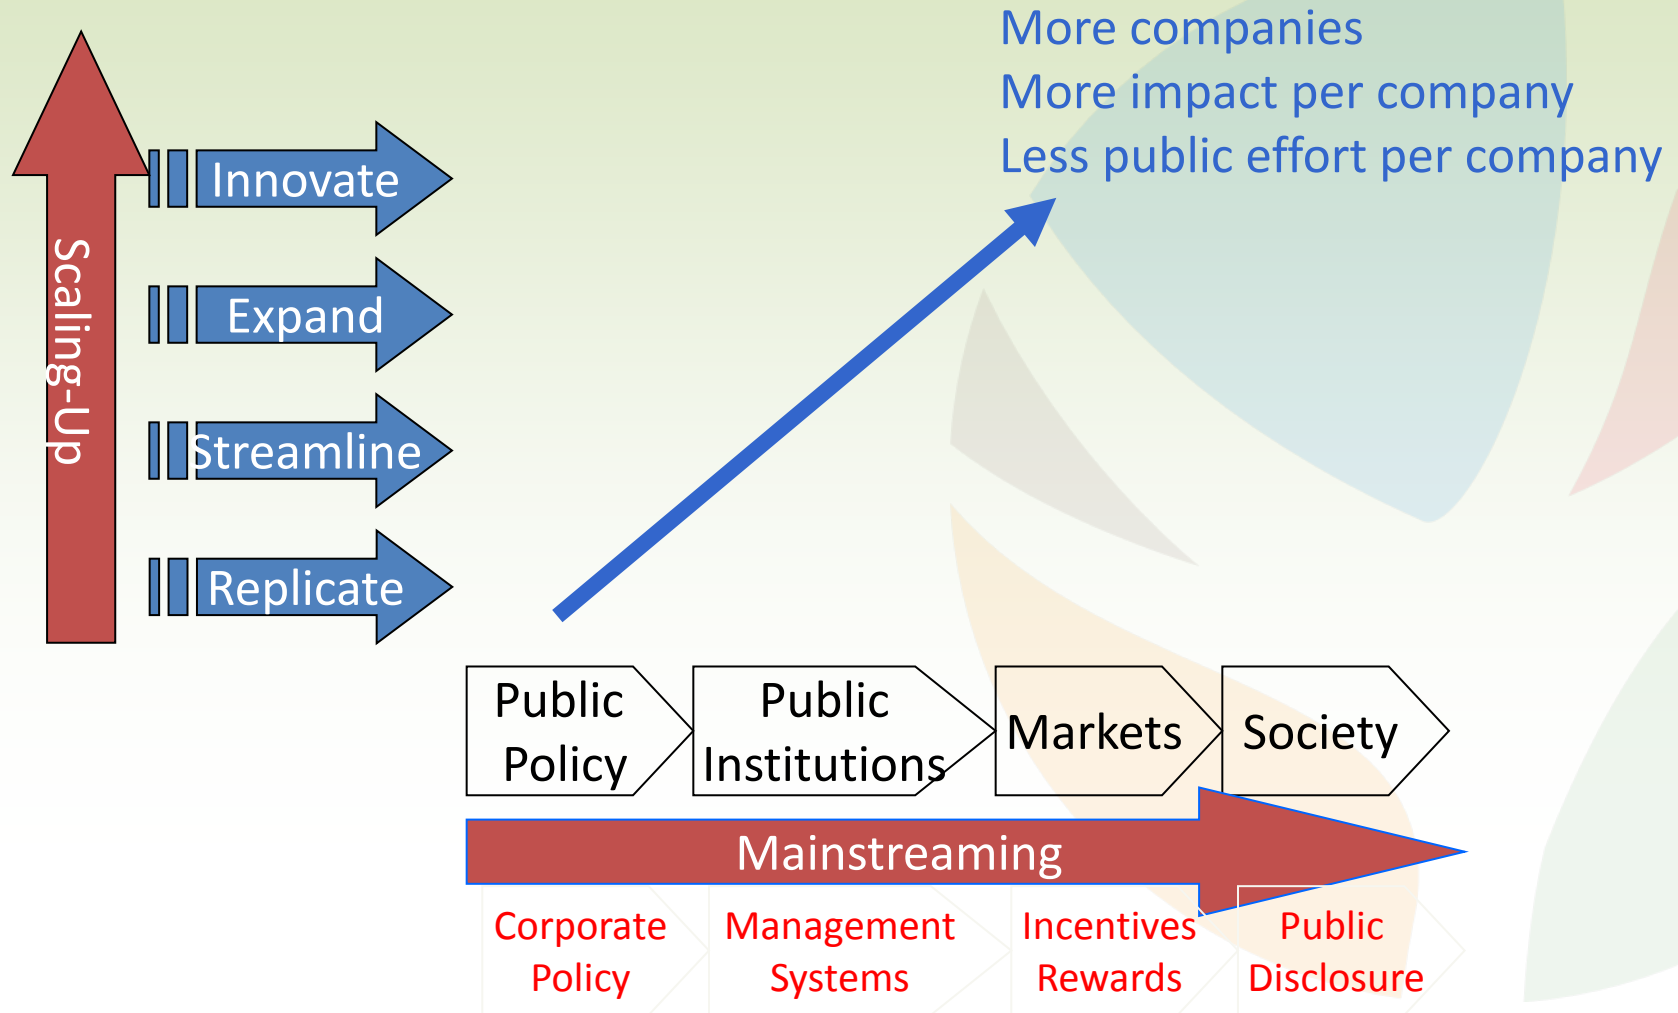 More companies
More impact per company
Less public effort per company
Scaling-Up
Innovate
Expand
Streamline
Replicate
Public
Policy
Public
Institutions
Markets
Society
Mainstreaming
Corporate
Policy
Management
Systems
Incentives
Rewards
Public
Disclosure